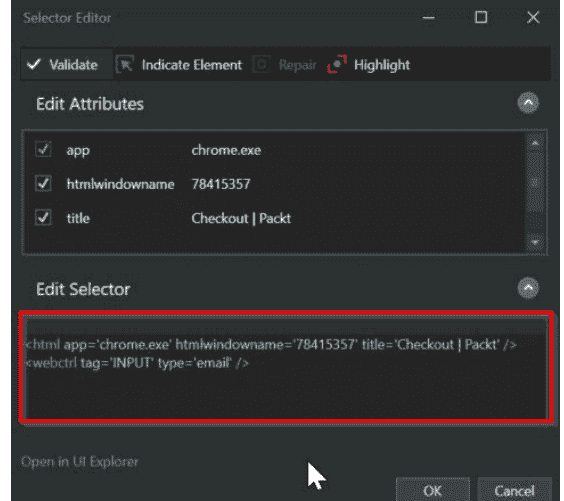 Selector Editor
Validate Indicate Element Repair Highlight
Edit Attributes
app chrome.exe
htmlwindowname 78415357
title Checkout | Packt
Edit Selector
<html app='chrome.exe' htmlwindowname='78415357' title='Checkout | Packt' />
<webctrl tag='INPUT' type='email' />
Open in UI Explorer
OK Cancel